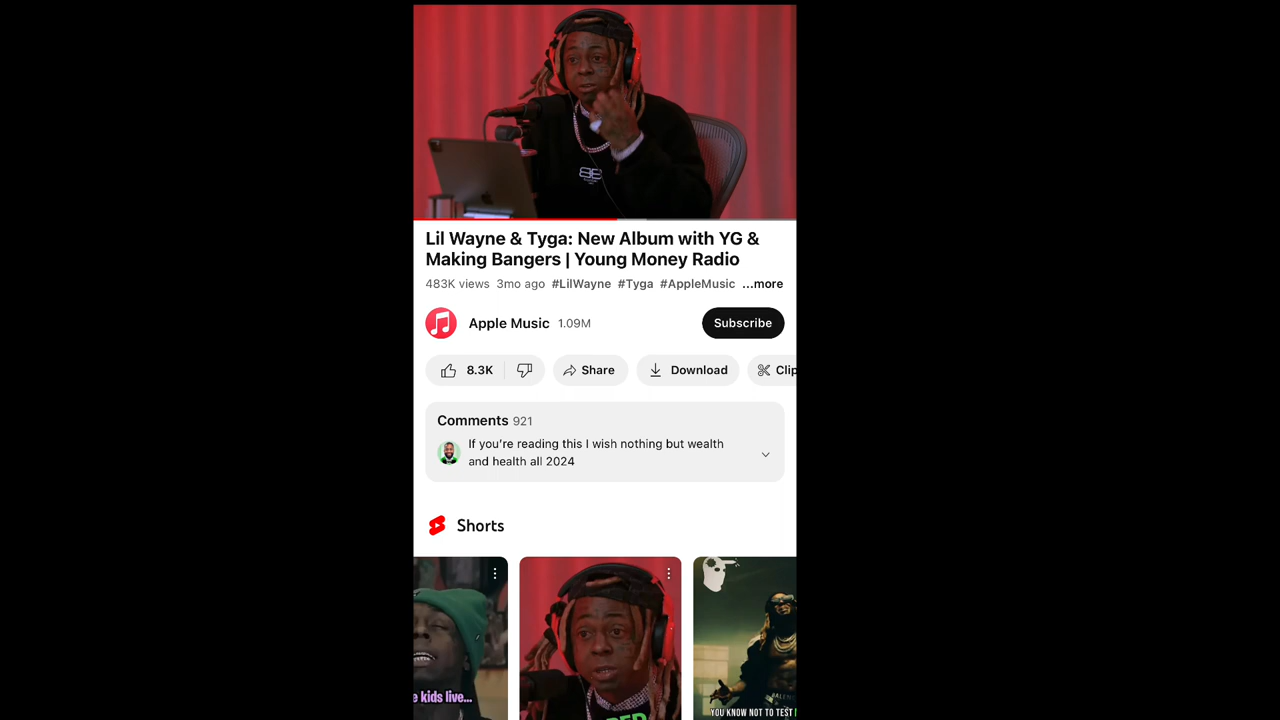 Lil Wayne & Tyga: New Album with YG &
Making Bangers | Young Money Radio
483K views 3mo ago #LilWayne #Tyga #AppleMusic ...more
Apple Music 1.09M Subscribe
8.3K Share Download Clip
Comments 921
If you're reading this I wish nothing but wealth
and health all 2024
Shorts
e kids live...
YOU KNOW NOT TO TEST